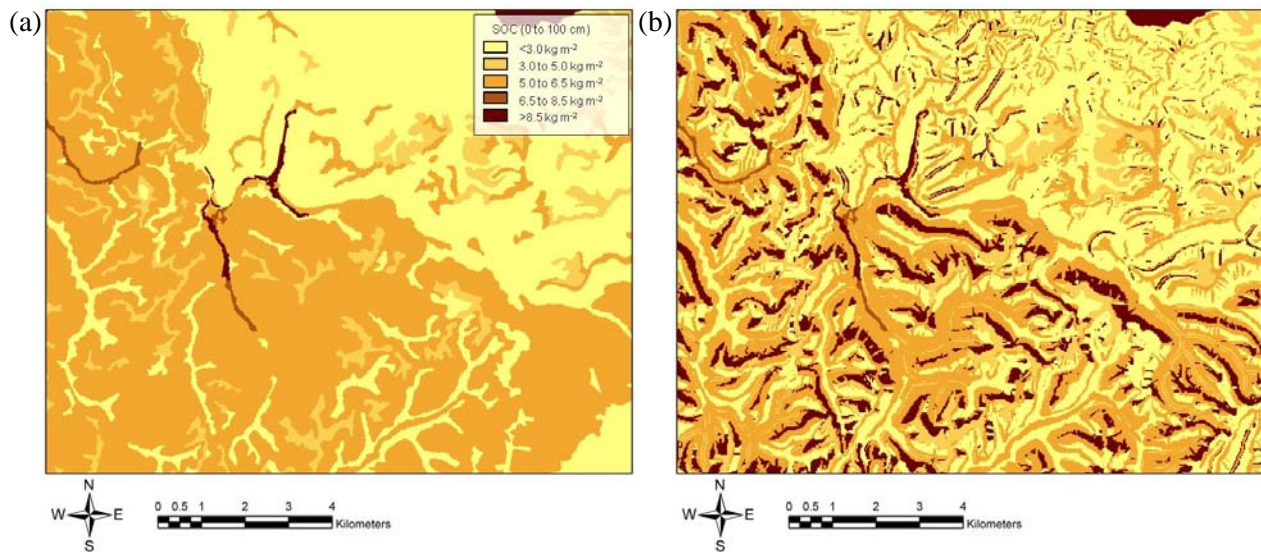 (a)
SOC (0 to 100 cm)
<3.0 kg m⁻²
3.0 to 5.0 kg m⁻²
5.0 to 6.5 kg m⁻²
6.5 to 8.5 kg m⁻²
>8.5 kg m⁻²
(b)
N
W E
S
0 0.5 1 2 3 4
Kilometers
N
W E
S
0 0.5 1 2 3 4
Kilometers